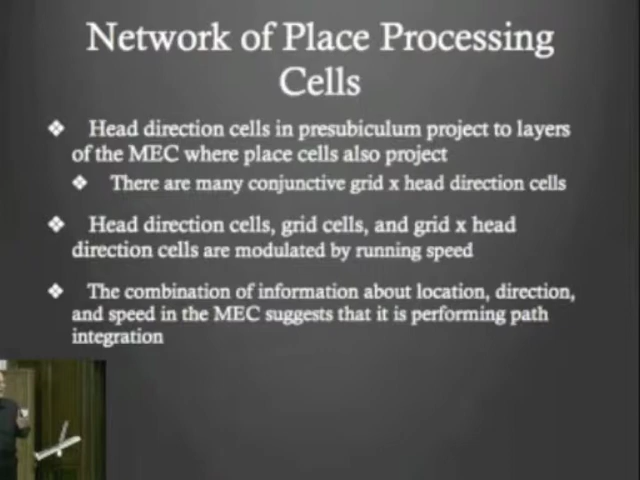 Network of Place Processing
Cells
❖ Head direction cells in presubiculum project to layers
of the MEC where place cells also project
❖ There are many conjunctive grid x head direction cells
❖ Head direction cells, grid cells, and grid x head
direction cells are modulated by running speed
❖ The combination of information about location, direction,
and speed in the MEC suggests that it is performing path
integration